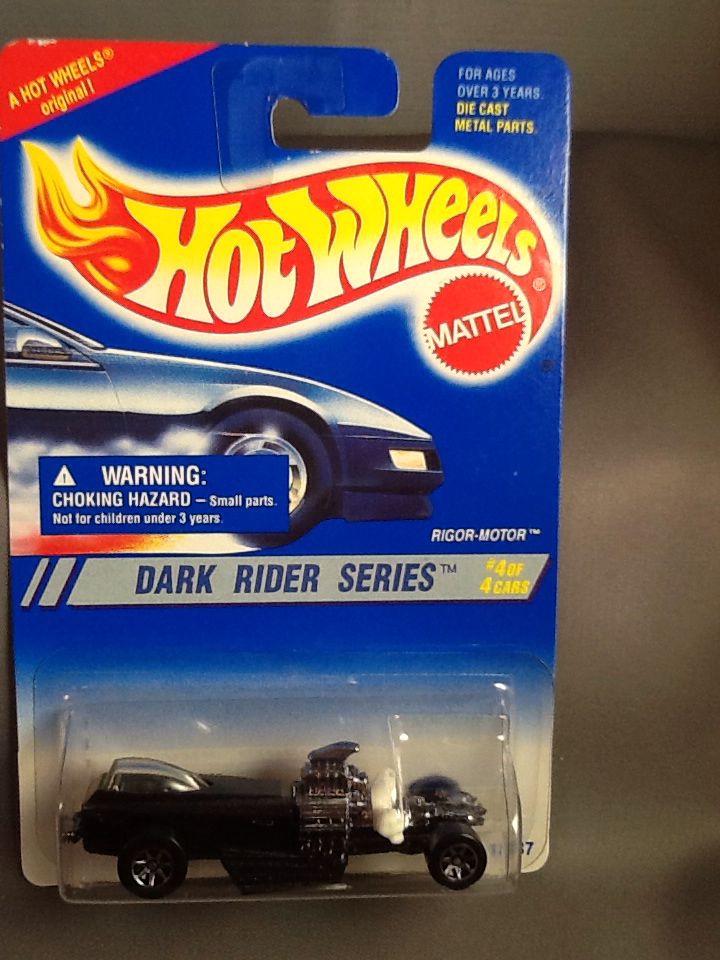 A HOT WHEELS®
original!
FOR AGES
OVER 3 YEARS.
DIE CAST
METAL PARTS.
HOT WHEELS®
MATTEL
WARNING:
CHOKING HAZARD – Small parts.
Not for children under 3 years.
RIGOR-MOTOR™
DARK RIDER SERIES™
#4 OF
4 CARS